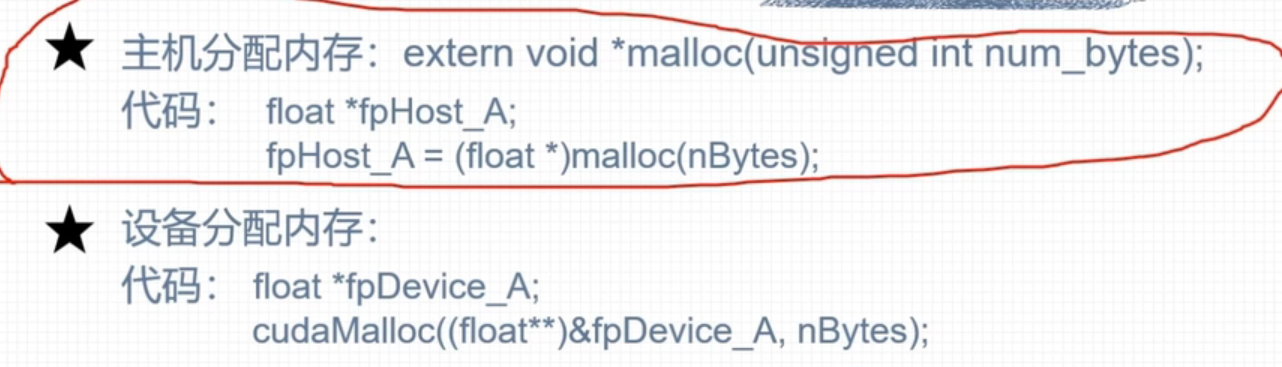 ★ 主机分配内存：extern void *malloc(unsigned int num_bytes);
代码： float *fpHost_A;
fpHost_A = (float *)malloc(nBytes);
★ 设备分配内存：
代码： float *fpDevice_A;
cudaMalloc((float**)&fpDevice_A, nBytes);